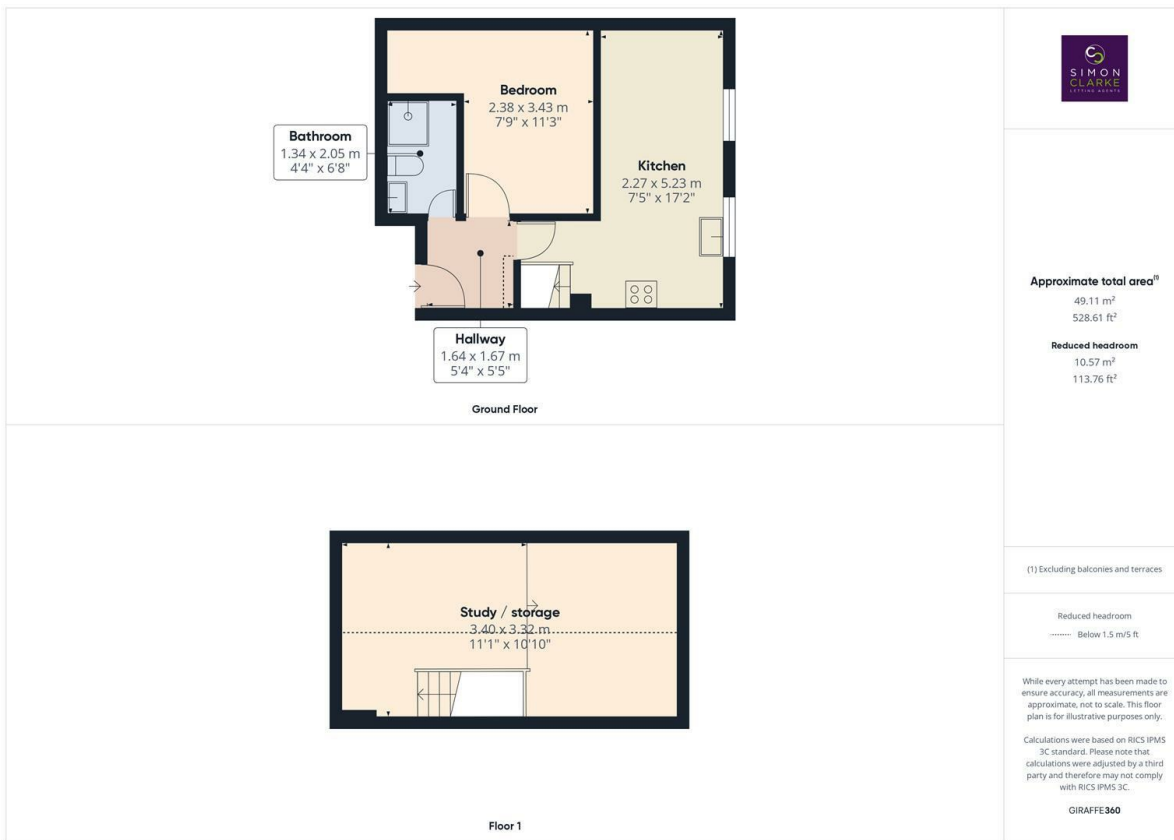 Bedroom
2.38 x 3.43 m
7'9" x 11'3"
Bathroom
1.34 x 2.05 m
4'4" x 6'8"
Kitchen
2.27 x 5.23 m
7'5" x 17'2"
Hallway
1.64 x 1.67 m
5'4" x 5'5"
Ground Floor
Study / storage
3.40 x 3.32 m
11'1" x 10'10"
Floor 1
SIMON
CLARKE
LETTING AGENTS
Approximate total area(1)
49.11 m²
528.61 ft²
Reduced headroom
10.57 m²
113.76 ft²
(1) Excluding balconies and terraces
Reduced headroom
Below 1.5 m/5 ft
While every attempt has been made to
ensure accuracy, all measurements are
approximate, not to scale. This floor
plan is for illustrative purposes only.
Calculations were based on RICS IPMS
3C standard. Please note that
calculations were adjusted by a third
party and therefore may not comply
with RICS IPMS 3C.
GIRAFFE360